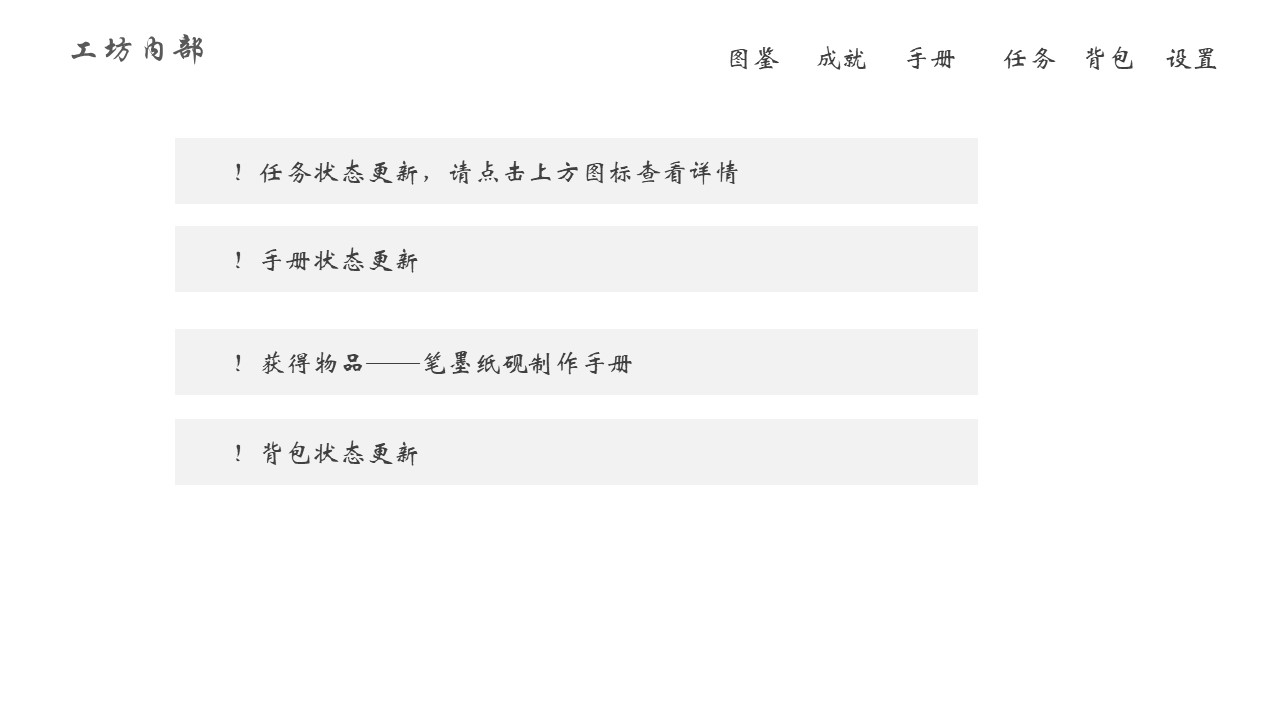 工坊内部
图鉴 成就 手册 任务 背包 设置
！任务状态更新，请点击上方图标查看详情
！手册状态更新
！获得物品——笔墨纸砚制作手册
！背包状态更新